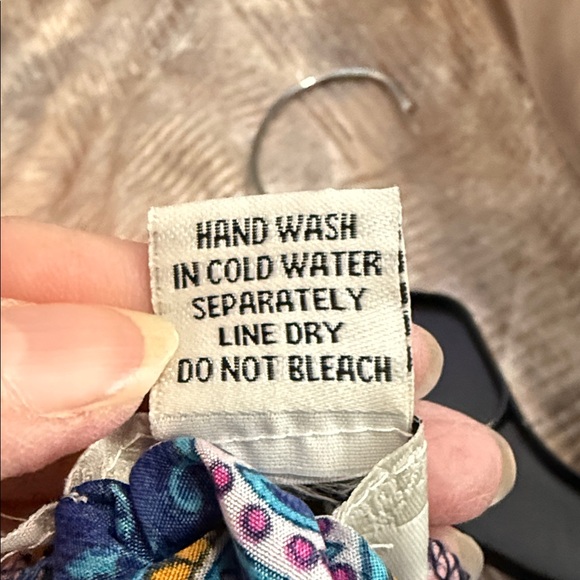 HAND WASH
IN COLD WATER
SEPARATELY
LINE DRY
DO NOT BLEACH